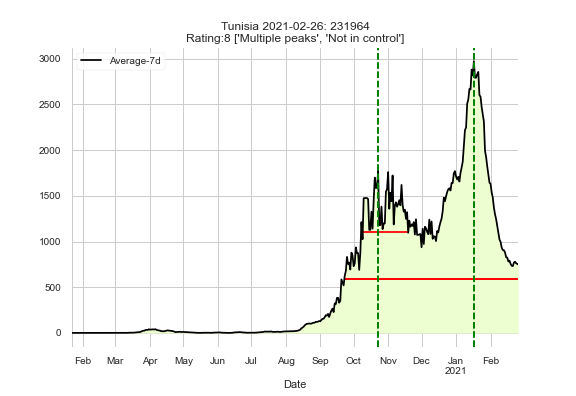 Tunisia 2021-02-26: 231964
Rating:8 ['Multiple peaks', 'Not in control']
Average-7d
3000
2500
2000
1500
1000
500
0
Feb Mar Apr May Jun Jul Aug Sep Oct Nov Dec Jan Feb
2021
Date